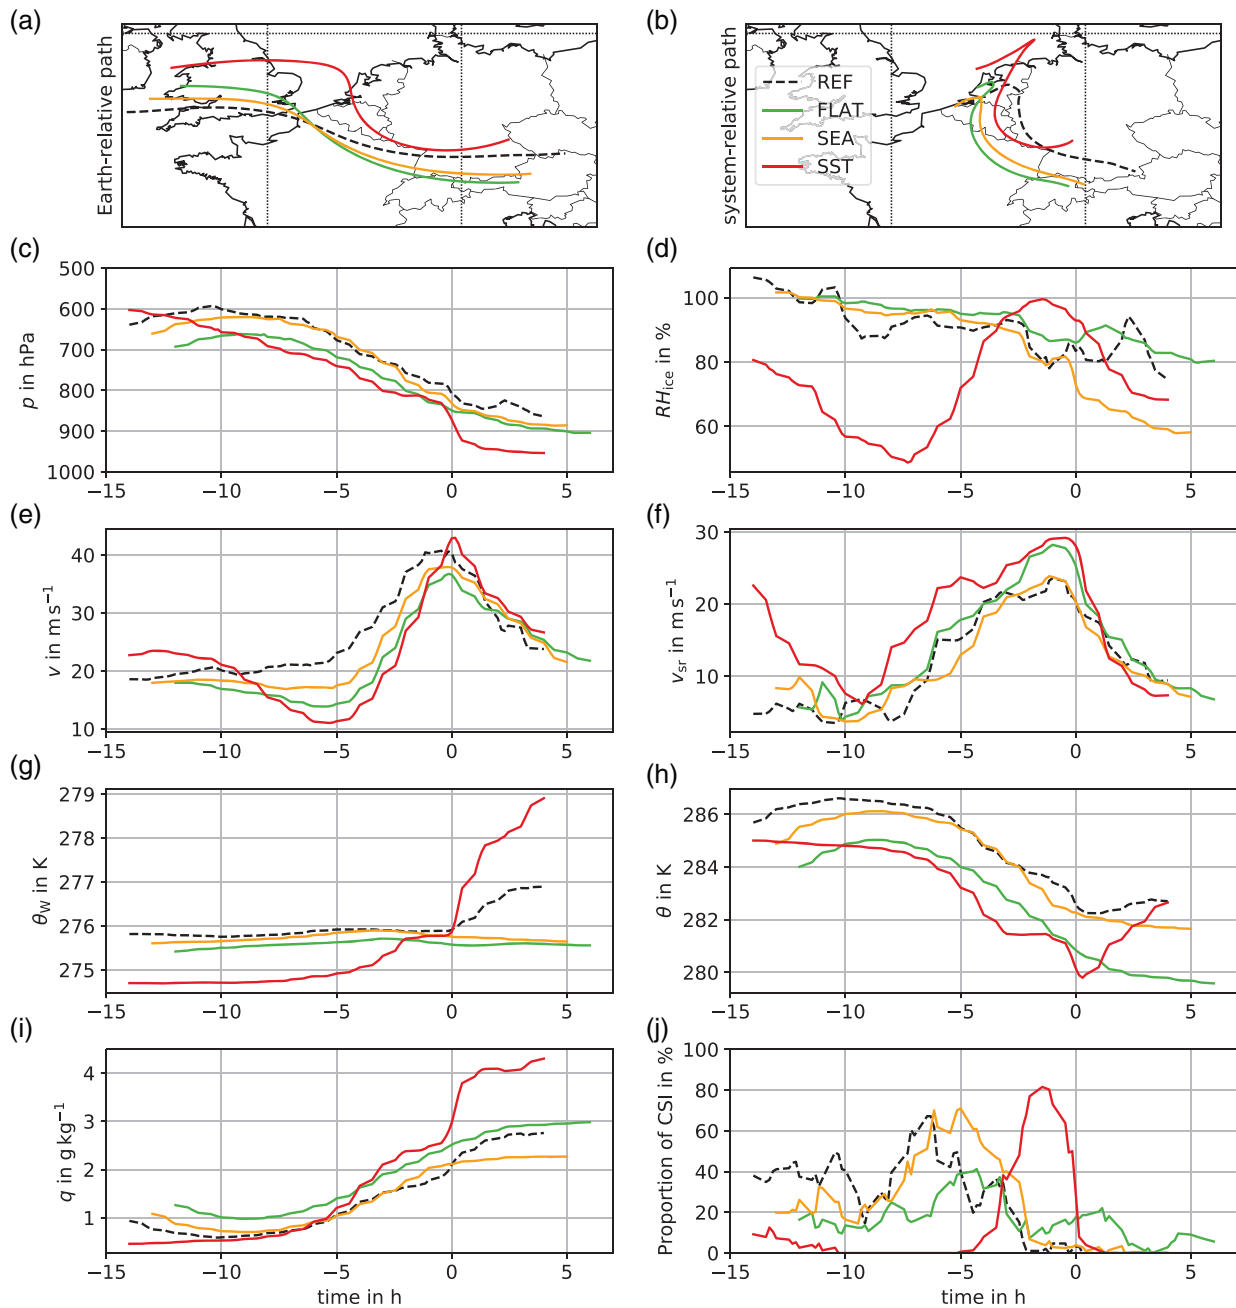 (a)
(b)
Earth-relative path
system-relative path
REF
FLAT
SEA
SST
(c)
(d)
500
600
700
800
900
1000
p in hPa
−15
−10
−5
0
5
100
80
60
RH_ice in %
−15
−10
−5
0
5
(e)
(f)
40
30
20
10
v in m s⁻¹
−15
−10
−5
0
5
30
20
10
v_sr in m s⁻¹
−15
−10
−5
0
5
(g)
(h)
279
278
277
276
275
θ_W in K
−15
−10
−5
0
5
286
284
282
280
θ in K
−15
−10
−5
0
5
(i)
(j)
4
3
2
1
q in g kg⁻¹
−15
−10
−5
0
5
time in h
100
80
60
40
20
0
Proportion of CSI in %
−15
−10
−5
0
5
time in h